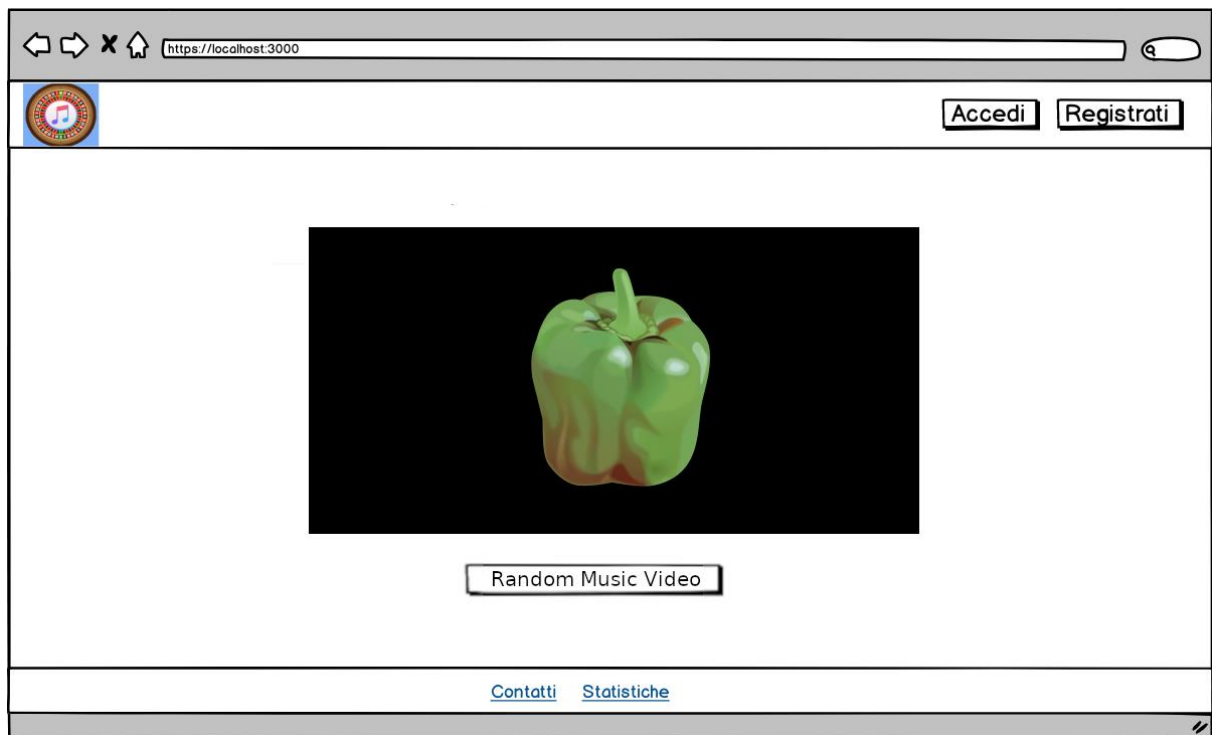 https://localhost:3000
Accedi Registrati
Random Music Video
Contatti Statistiche